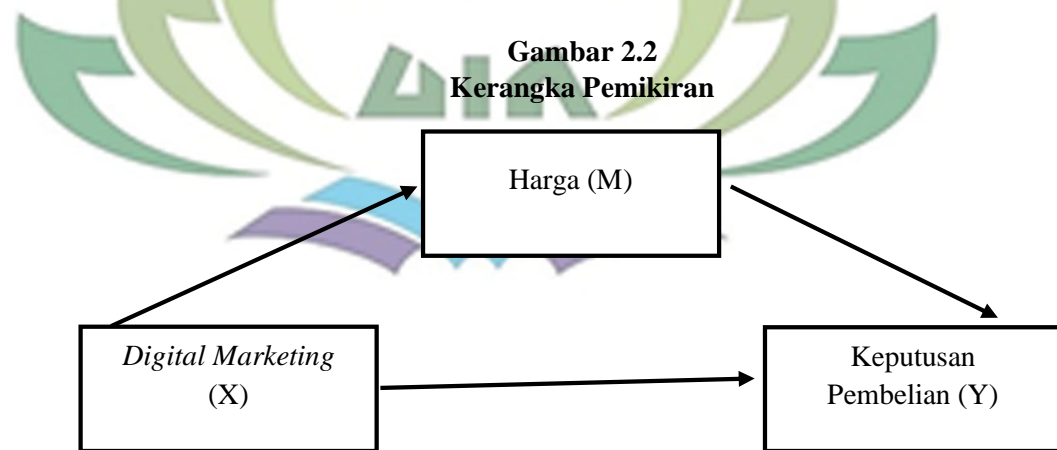 Gambar 2.2
Kerangka Pemikiran
Harga (M)
Digital Marketing
(X)
Keputusan
Pembelian (Y)